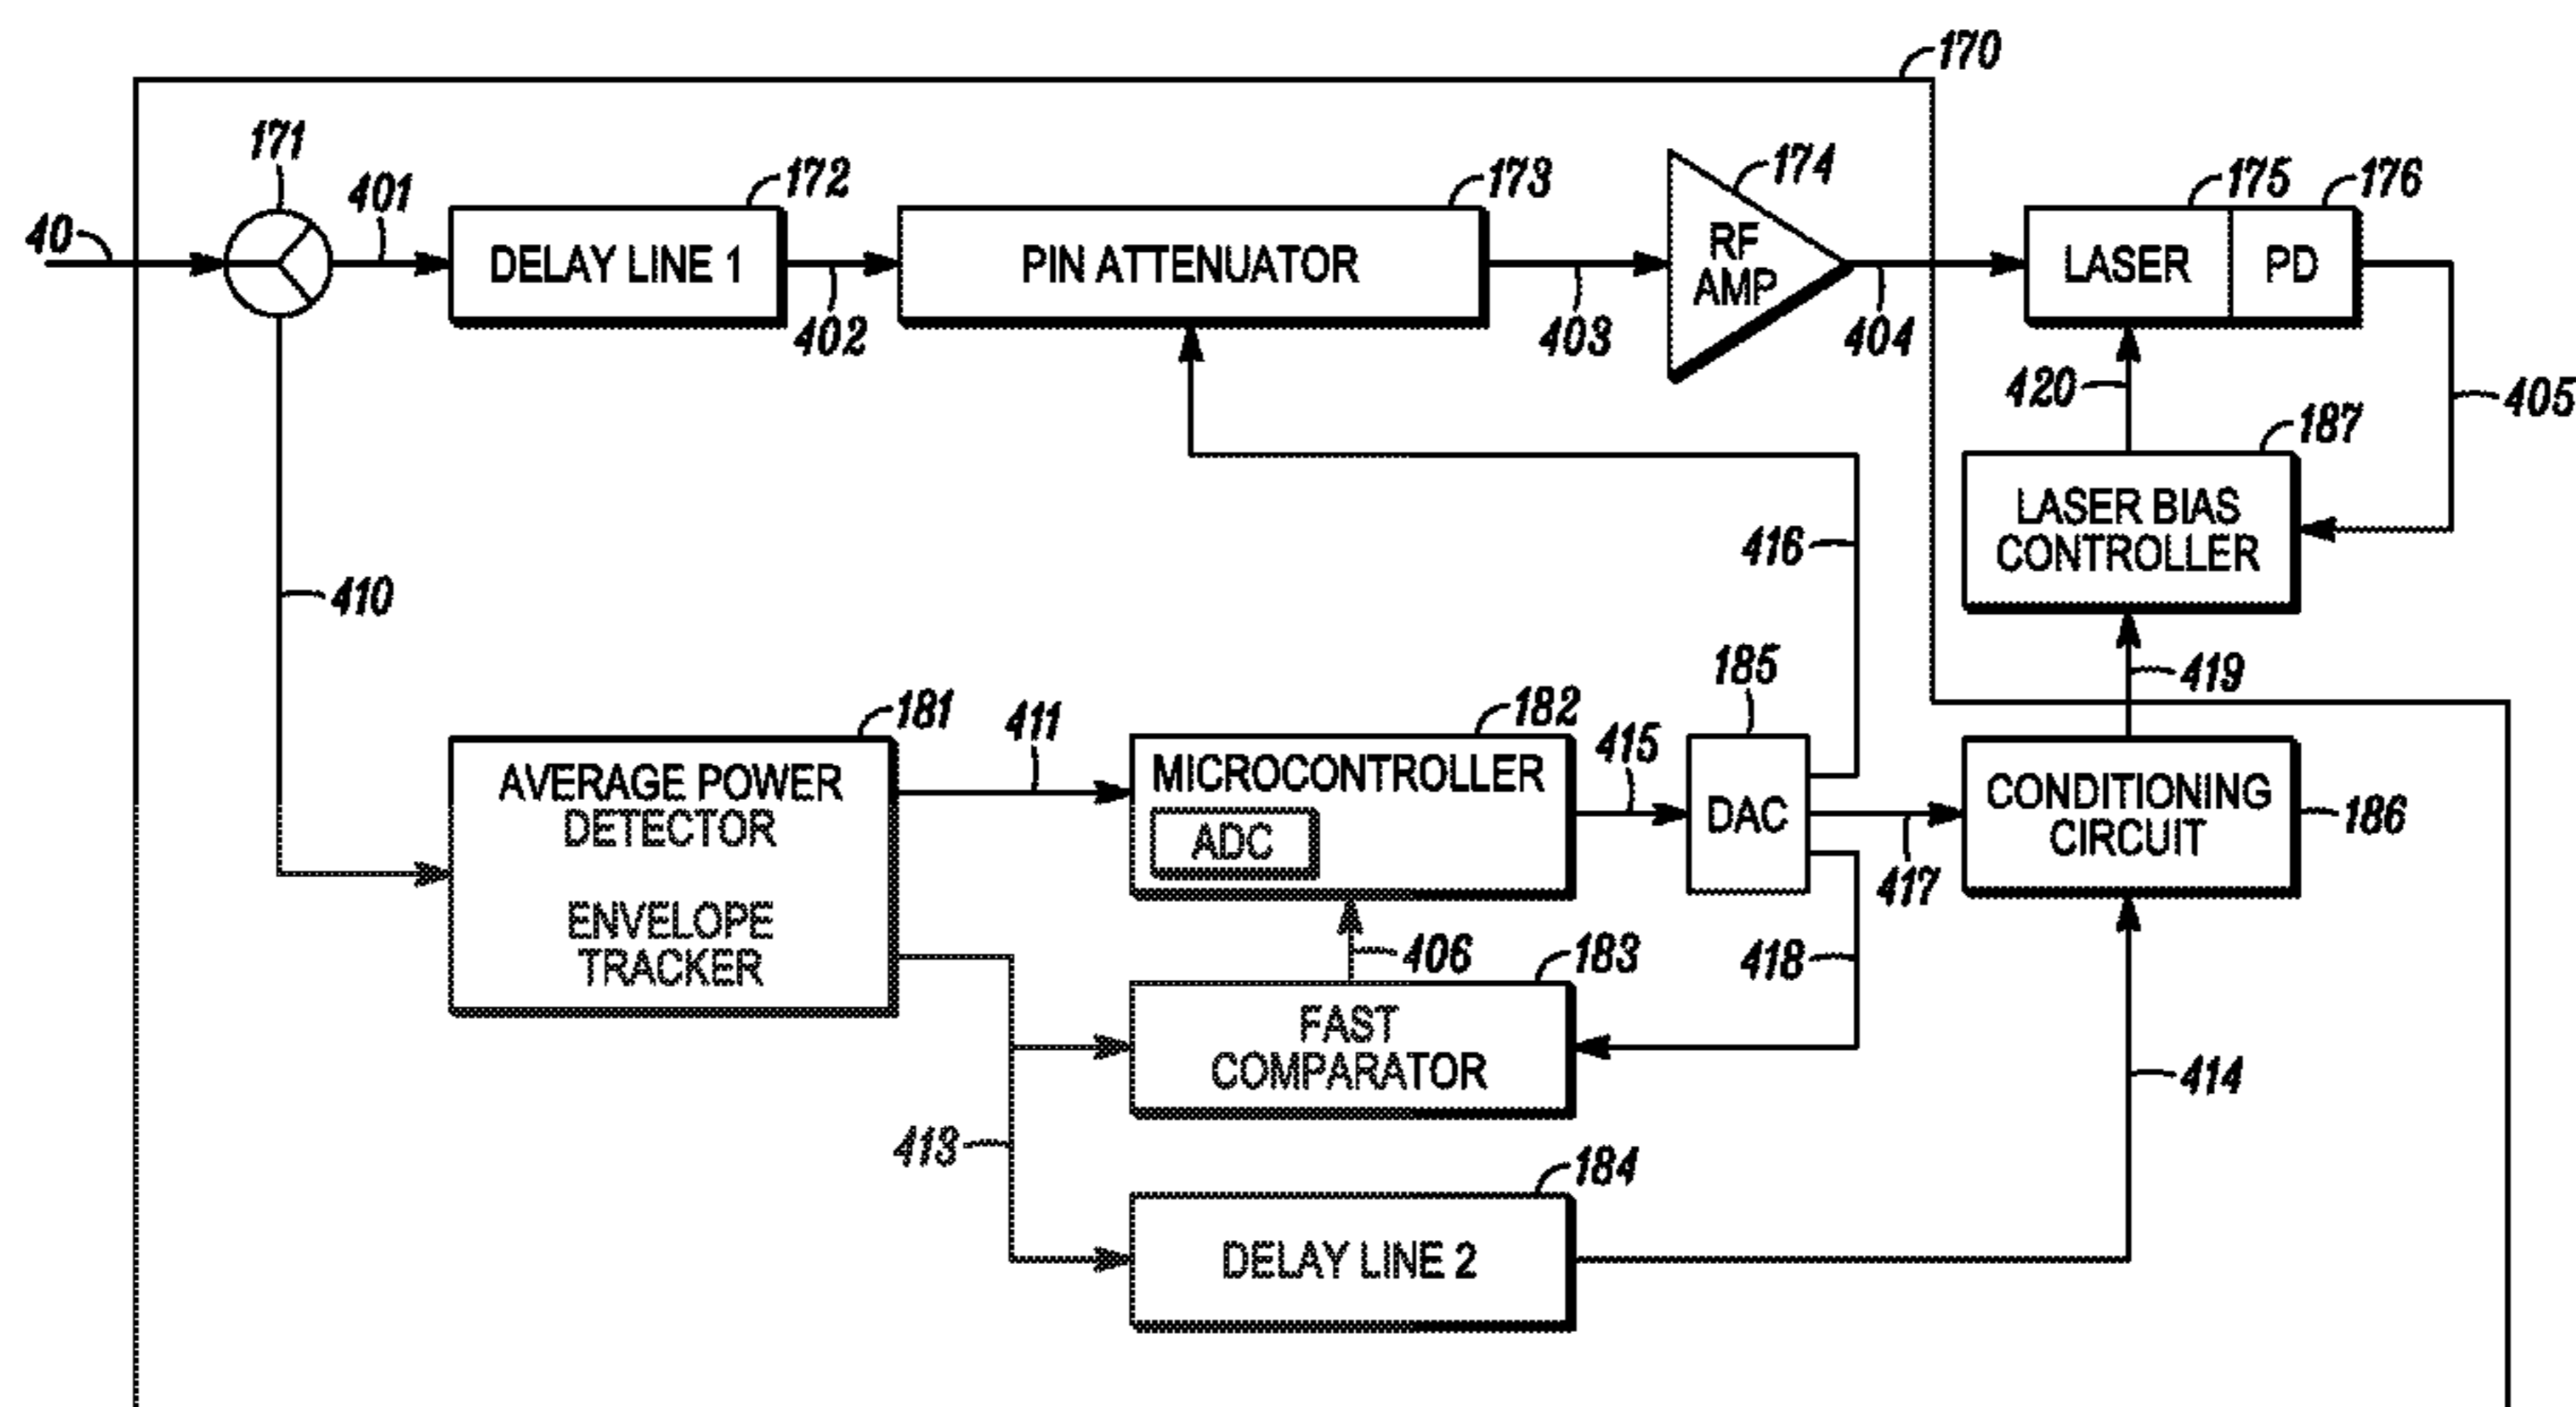 170
171
401
172
173
174
175
176
40
DELAY LINE 1
PIN ATTENUATOR
RF
AMP
LASER
PD
402
403
404
420
405
187
LASER BIAS
CONTROLLER
416
410
419
185
181
411
182
415
AVERAGE POWER
DETECTOR
ENVELOPE
TRACKER
MICROCONTROLLER
ADC
DAC
CONDITIONING
CIRCUIT
186
417
406
183
418
FAST
COMPARATOR
414
413
184
DELAY LINE 2